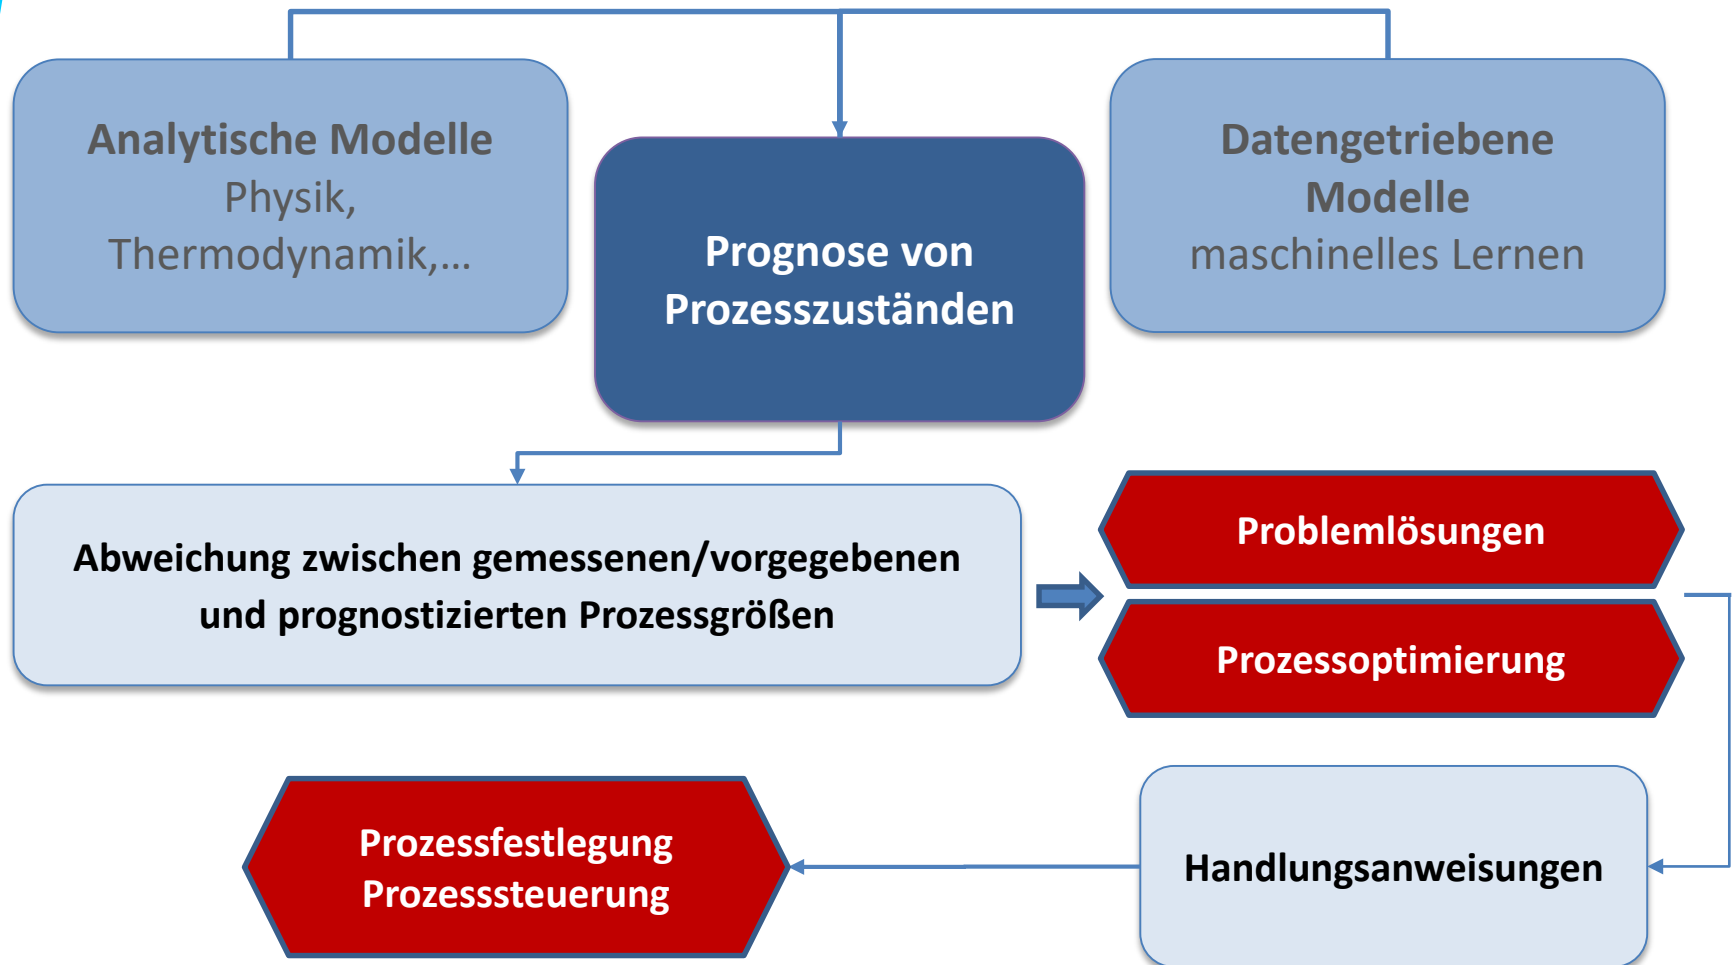 Analytische Modelle
Physik,
Thermodynamik,...
Prognose von
Prozesszuständen
Datengetriebene
Modelle
maschinelles Lernen
Abweichung zwischen gemessenen/vorgegebenen
und prognostizierten Prozessgrößen
Problemlösungen
Prozessoptimierung
Handlungsanweisungen
Prozessfestlegung
Prozesssteuerung